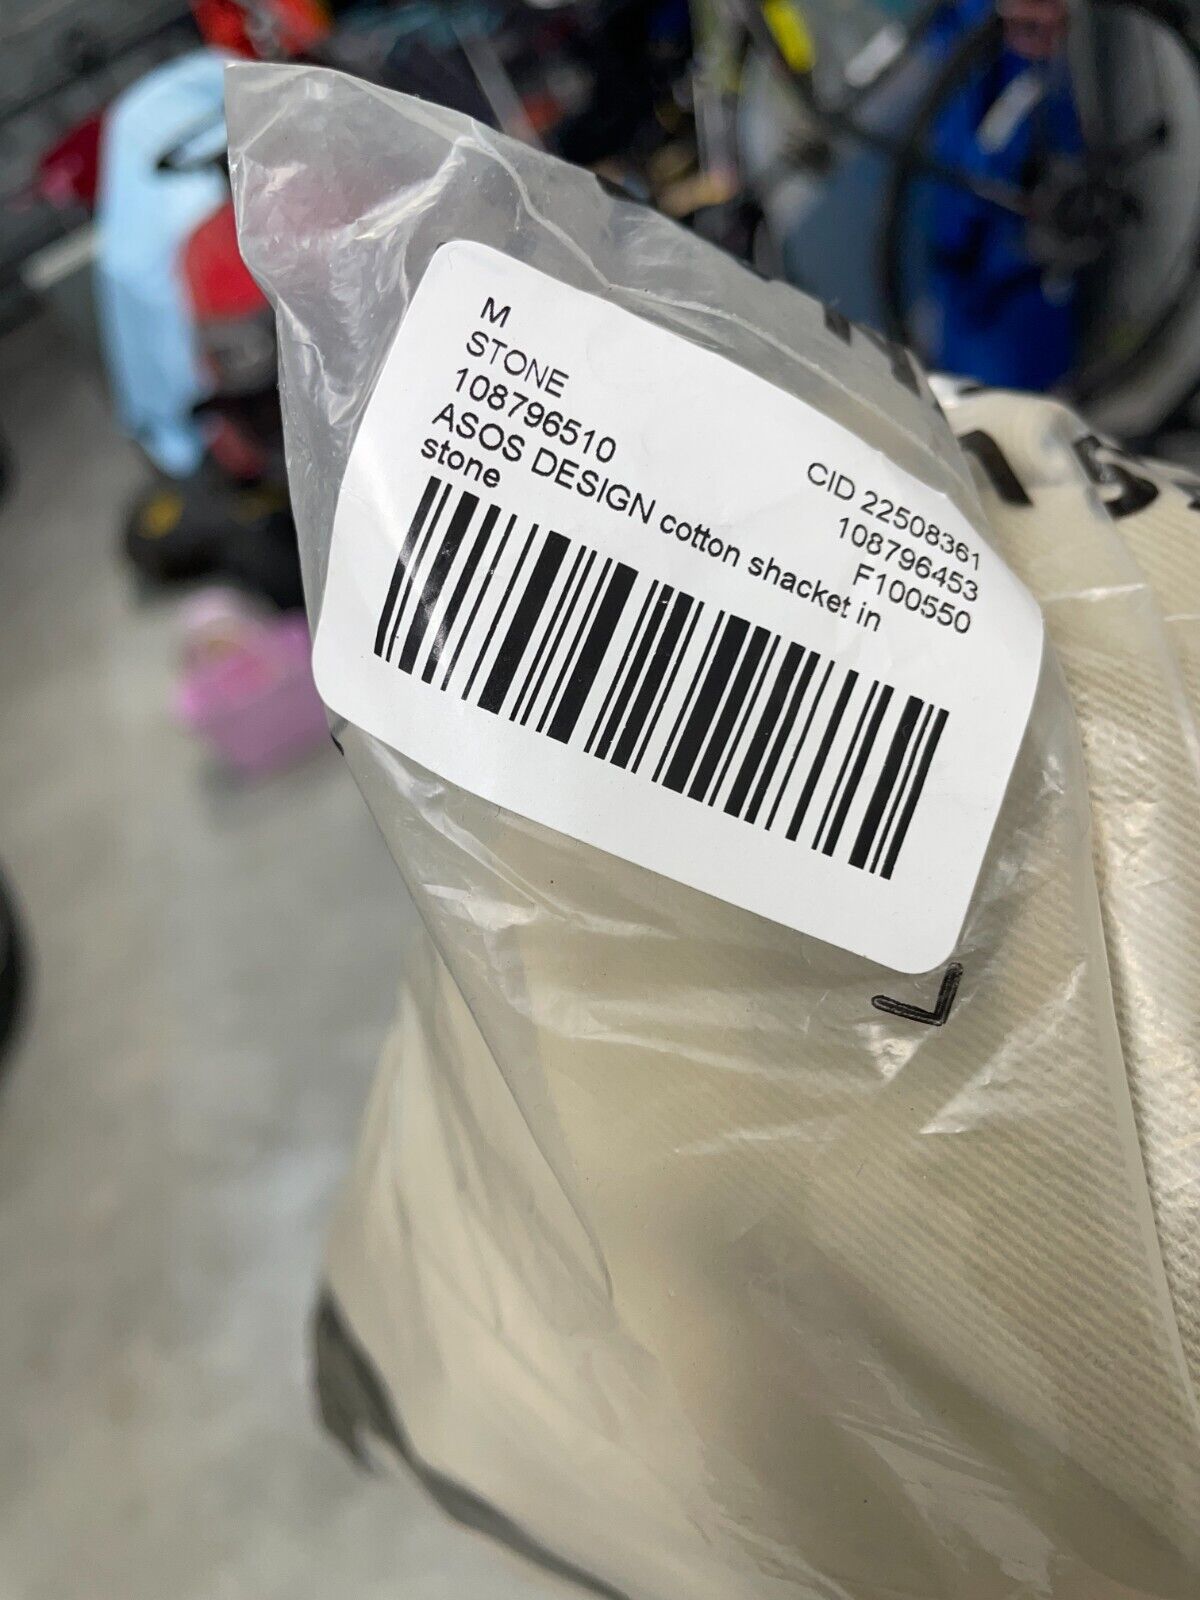 M
STONE
108796510
ASOS DESIGN cotton shacket in
stone
CID 22508361
108796453
F100550